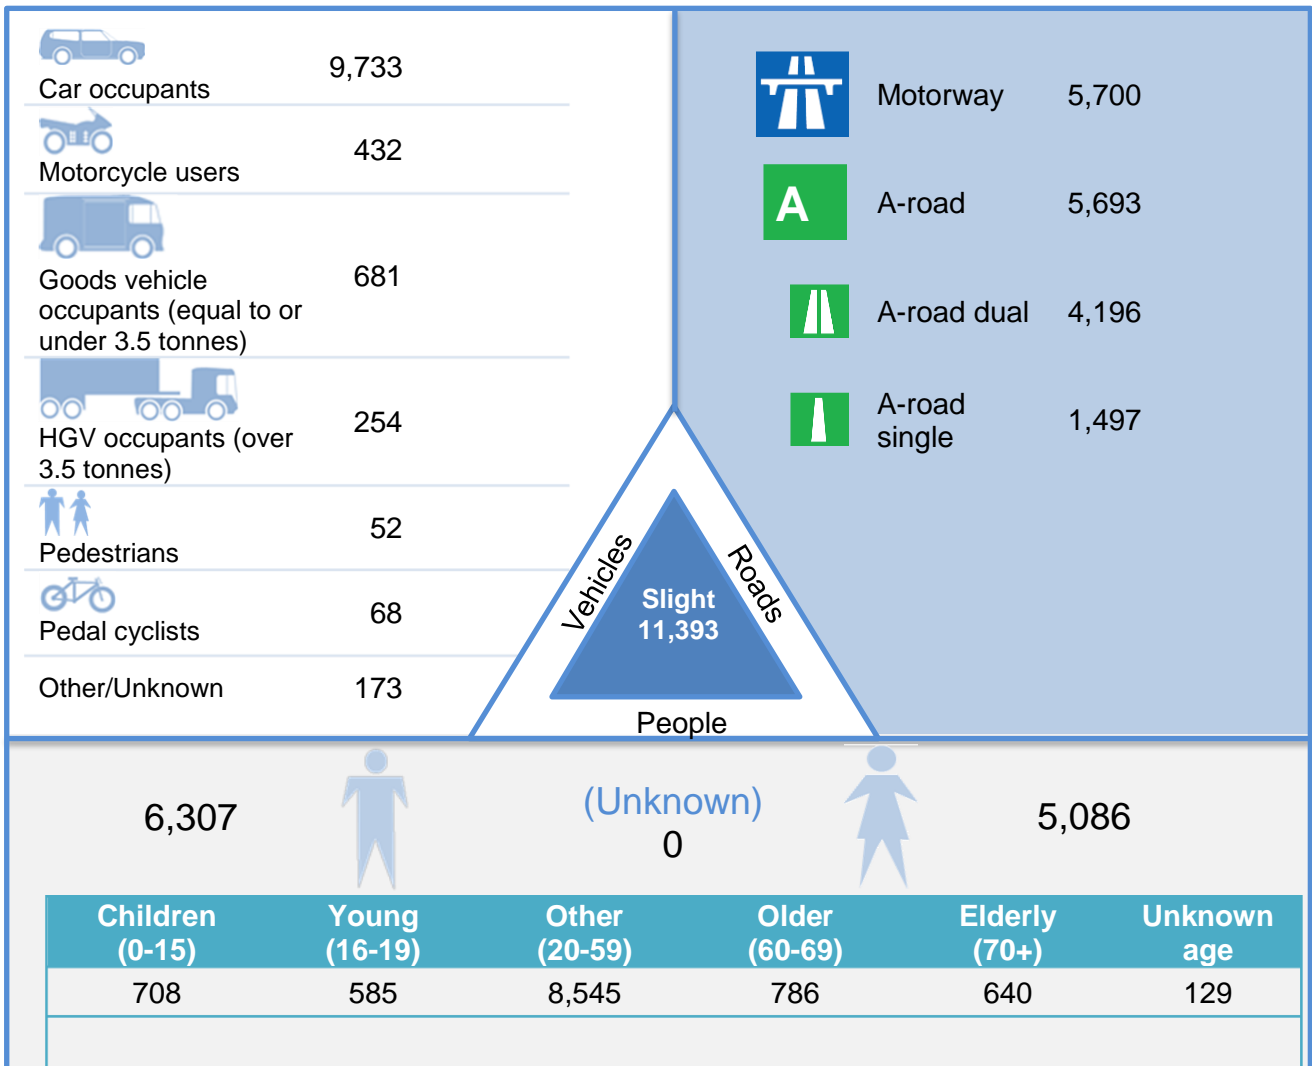 Car occupants 9,733
Motorcycle users 432
Goods vehicle
occupants (equal to or
under 3.5 tonnes)
681
HGV occupants (over
3.5 tonnes)
254
Pedestrians 52
Pedal cyclists 68
Other/Unknown 173
Motorway 5,700
A
A-road 5,693
A-road dual 4,196
A-road
single
1,497
Vehicles
Roads
Slight
11,393
People
6,307
(Unknown)
0
5,086
Children (0-15) Young (16-19) Other (20-59) Older (60-69) Elderly (70+) Unknown age
708 585 8,545 786 640 129